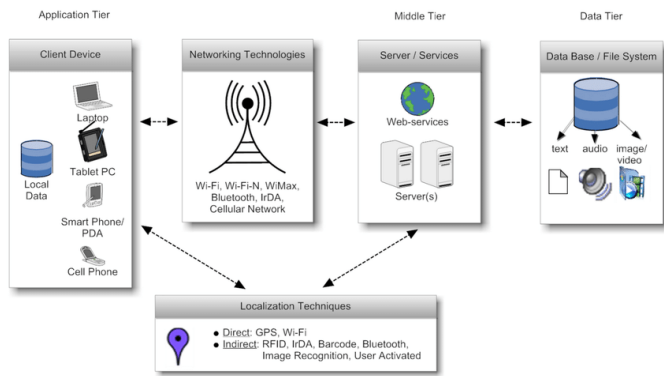 Application Tier
Middle Tier
Data Tier
Client Device
Laptop
Tablet PC
Local
Data
Smart Phone/
PDA
Cell Phone
Networking Technologies
Wi-Fi, Wi-Fi-N, WiMax,
Bluetooth, IrDA,
Cellular Network
Server / Services
Web-services
Server(s)
Data Base / File System
text audio image/
video
Localization Techniques
● Direct: GPS, Wi-Fi
● Indirect: RFID, IrDA, Barcode, Bluetooth,
Image Recognition, User Activated